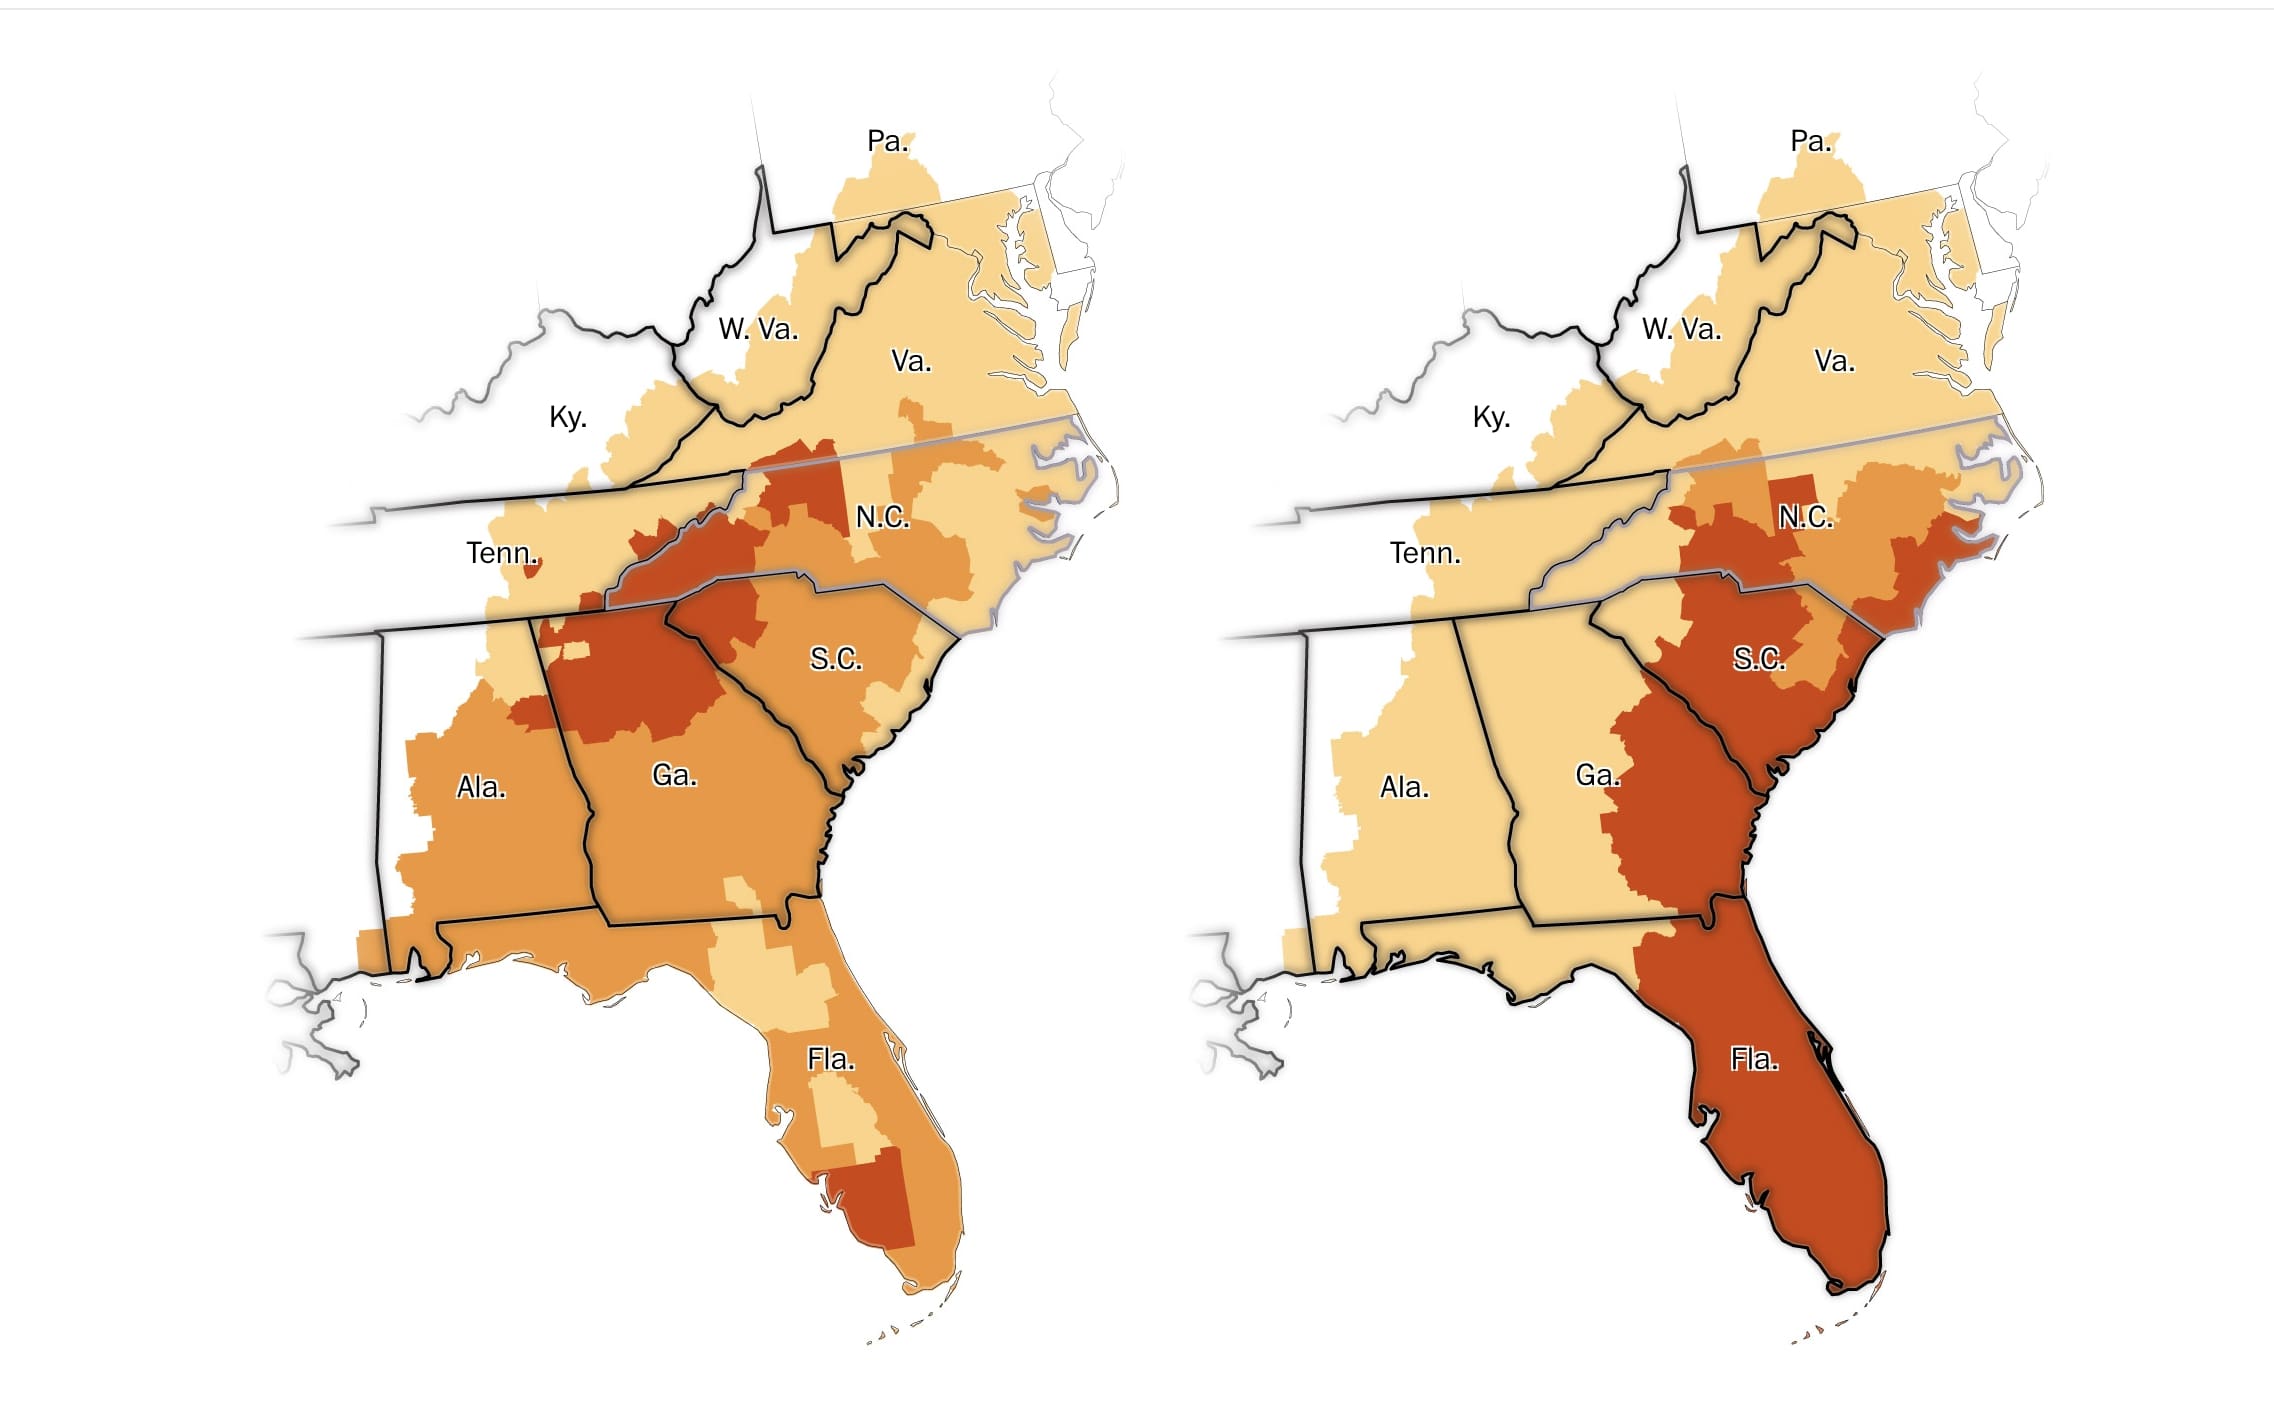 Pa.
W. Va.
Va.
Ky.
N.C.
Tenn.
S.C.
Ga.
Ala.
Fla.
Pa.
W. Va.
Va.
Ky.
N.C.
Tenn.
S.C.
Ga.
Ala.
Fla.